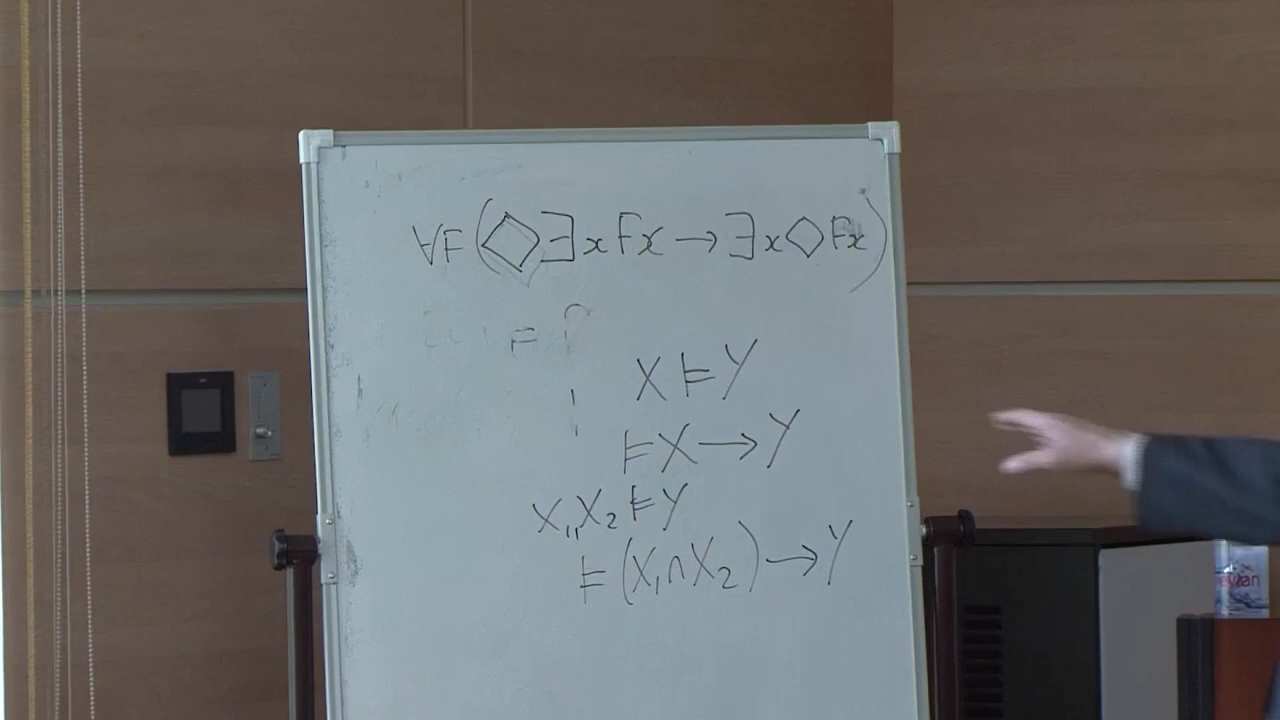 ∀F(◇∃xFx→∃x◇Fx)
X⊨Y
⊨X→Y
X₁,X₂⊨Y
⊨(X₁∩X₂)→Y